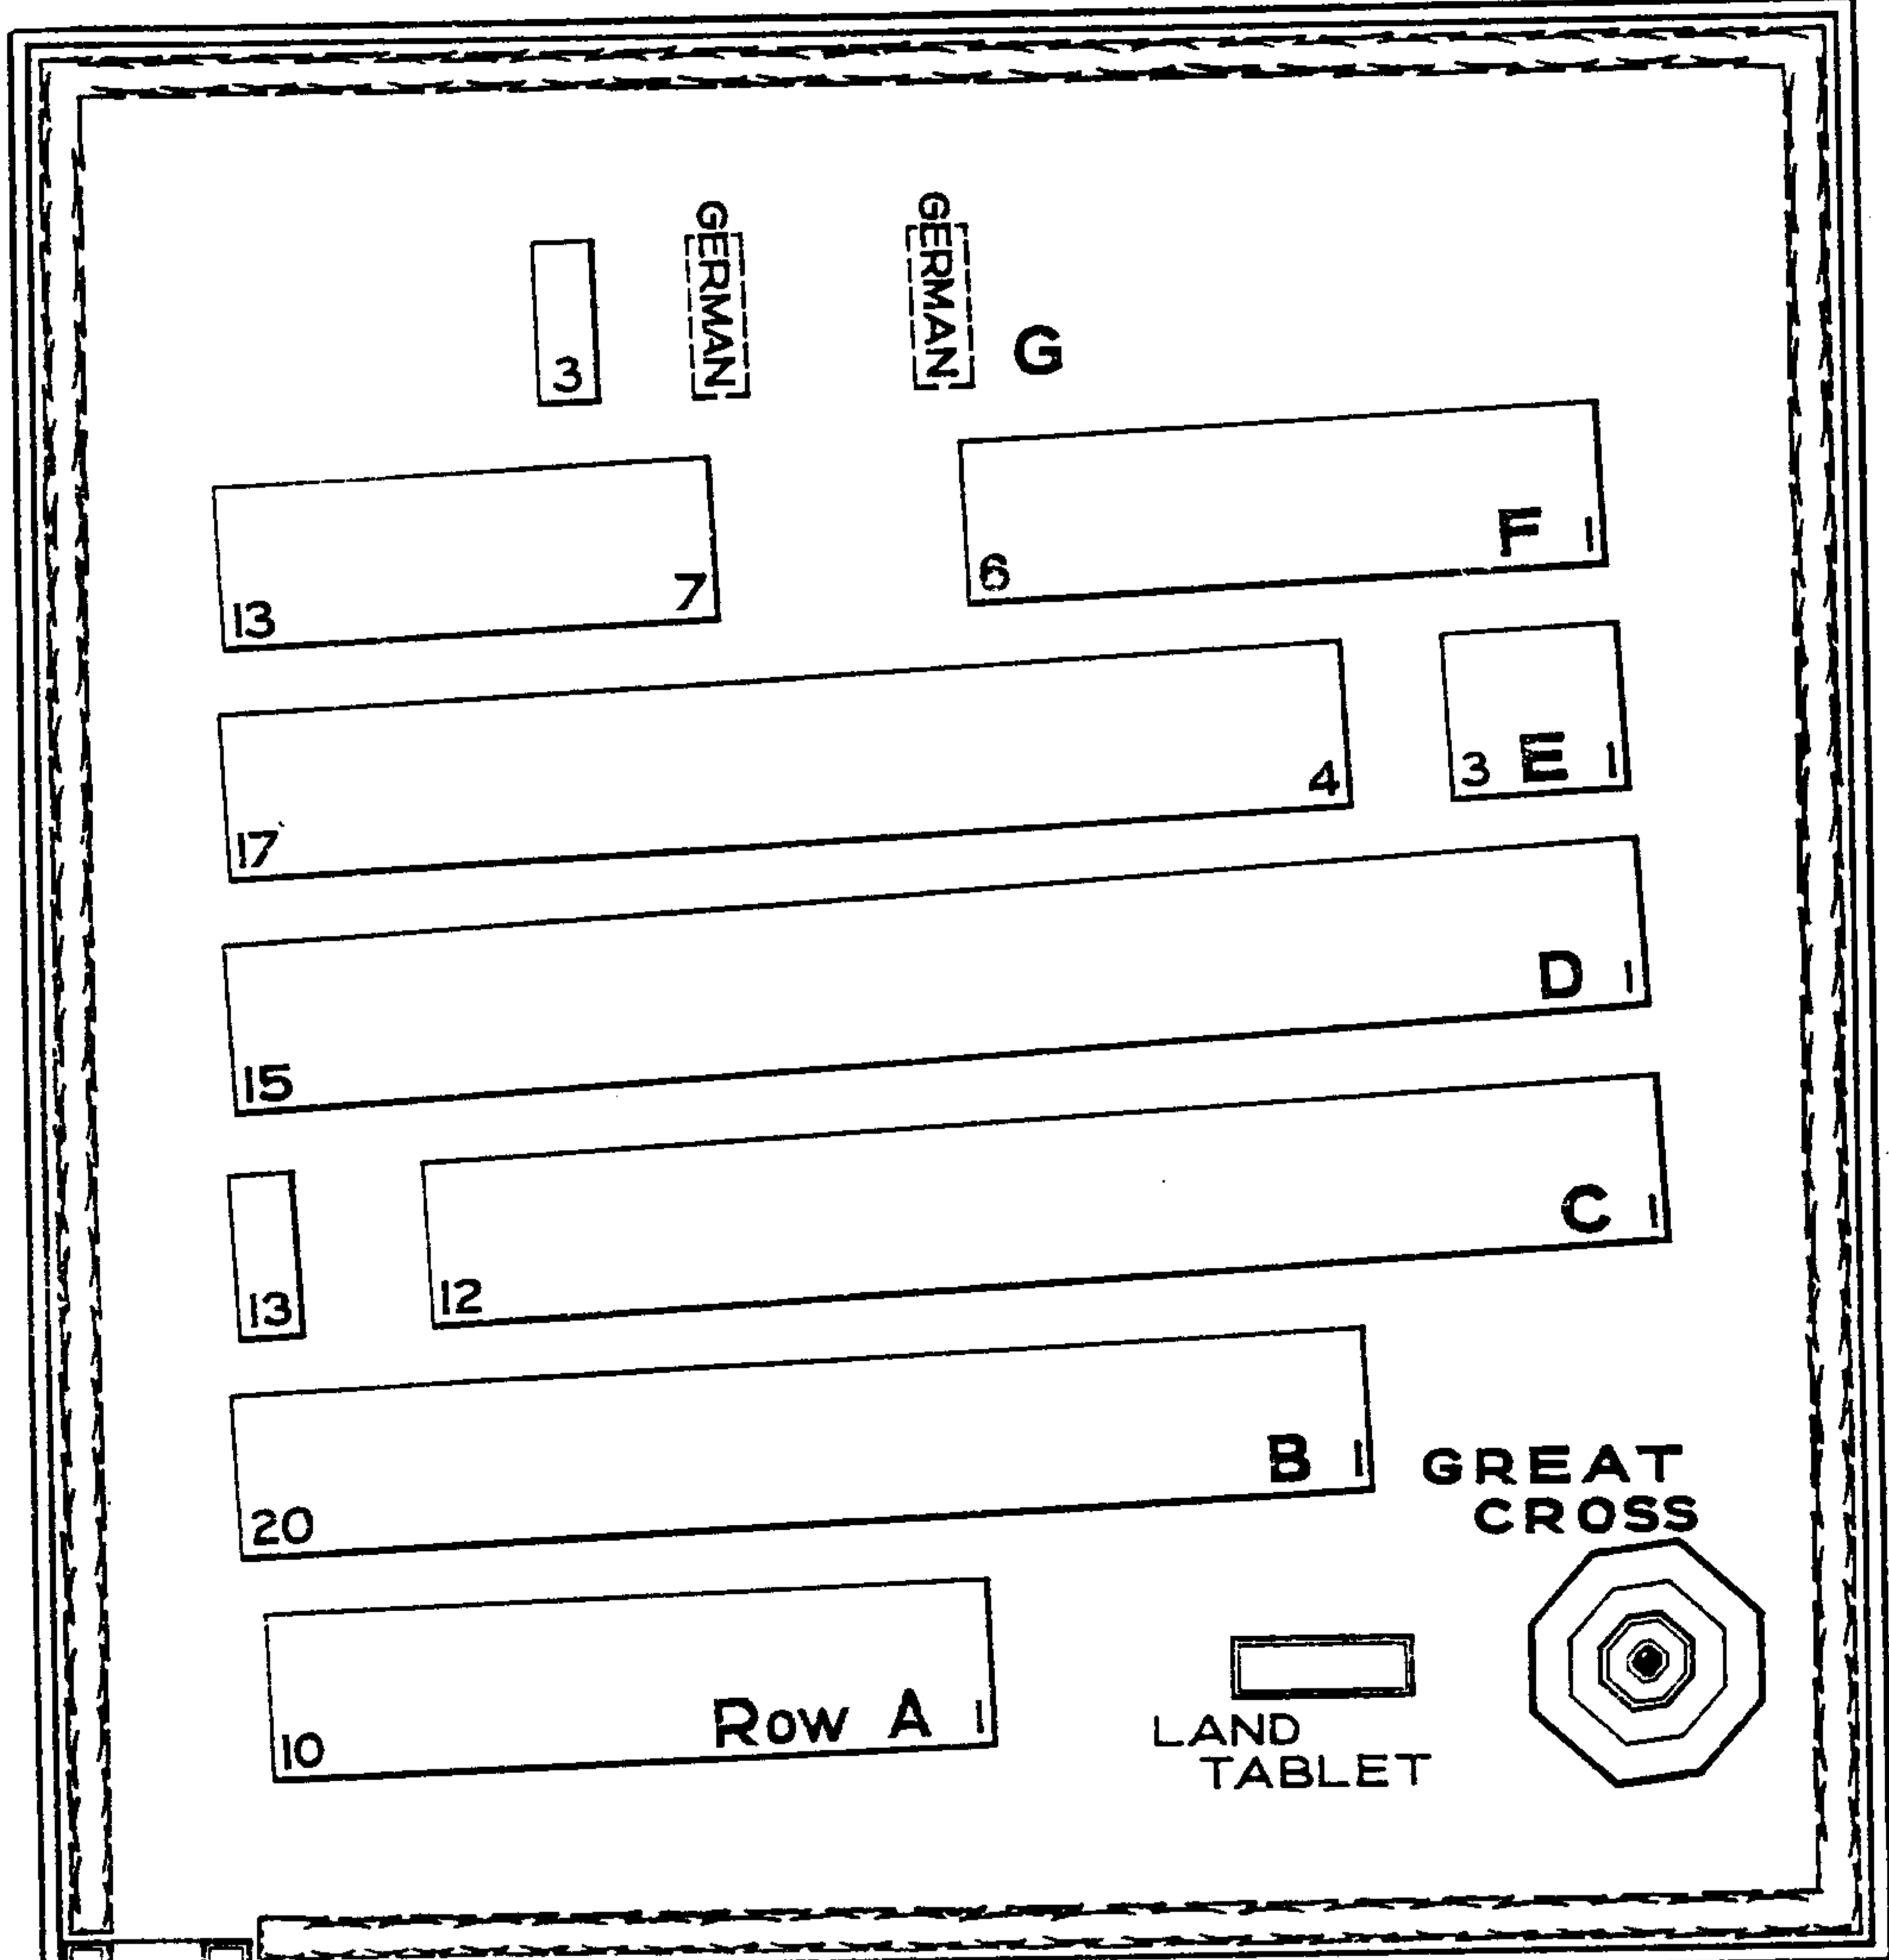 GERMAN
GERMAN
3
G
13 7
6 F 1
17 4
3 E 1
15 D 1
13
12 C 1
20 B 1
GREAT
CROSS
10 Row A 1
LAND
TABLET